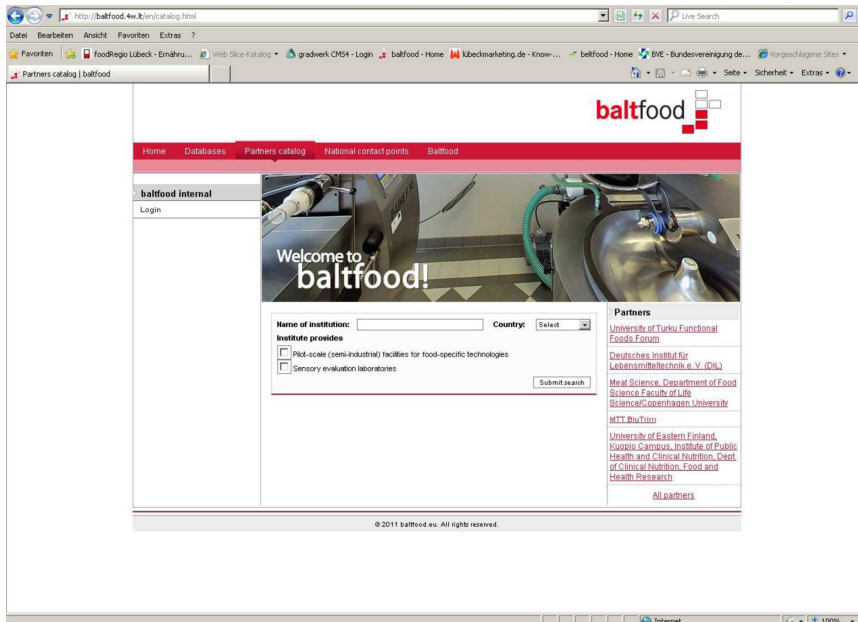 http://baltfood.4w.lt/en/catalog.html
Live Search
Datei Bearbeiten Ansicht Favoriten Extras ?
Favoriten foodRegio Lübeck - Ernähru... Web Slice-Katalog gradwerk CMS4 - Login baltfood - Home lübeckmarketing.de - Know-... baltfood - Home BVE - Bundesvereinigung de... Vorgeschlagene Sites
Partners catalog | baltfood
Seite Sicherheit Extras
baltfood
Home Databases Partners catalog National contact points Baltfood
baltfood internal
Login
Welcome to
baltfood!
Name of institution: Country: Select
Institute provides
Pilot-scale (semi-industrial) facilities for food-specific technologies
Sensory evaluation laboratories
Submit search
Partners
University of Turku Functional
Foods Forum
Deutsches Institut für
Lebensmitteltechnik e. V. (DIL)
Meat Science, Department of Food
Science Faculty of Life
Science/Copenhagen University
MTT BioTrim
University of Eastern Finland,
Kuopio Campus, Institute of Public
Health and Clinical Nutrition, Dept.
of Clinical Nutrition, Food and
Health Research
All partners
© 2011 baltfood.eu. All rights reserved.
Internet 100%